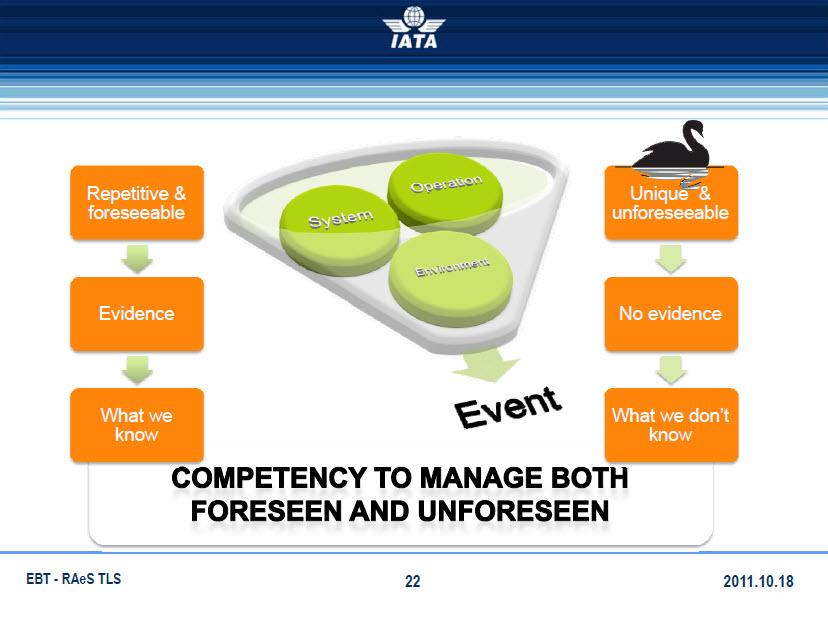 IATA
Repetitive &
foreseeable
Evidence
What we
know
System
Operation
Environment
Event
Unique &
unforeseeable
No evidence
What we don't
know
COMPETENCY TO MANAGE BOTH
FORESEEN AND UNFORESEEN
EBT - RAeS TLS
22
2011.10.18